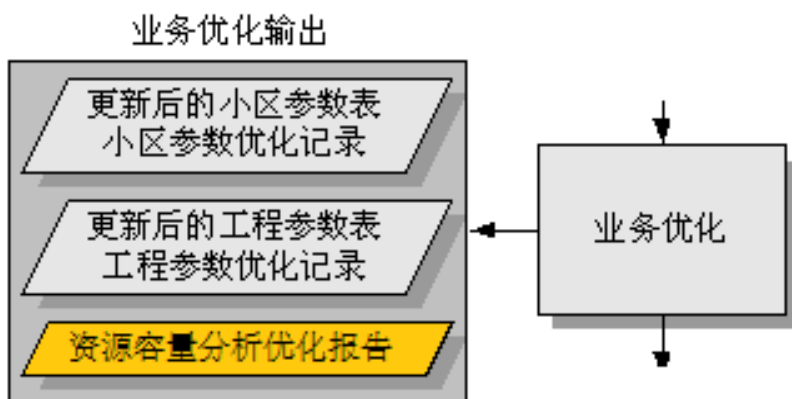 业务优化输出
更新后的小区参数表
小区参数优化记录
更新后的工程参数表
工程参数优化记录
资源容量分析优化报告
业务优化